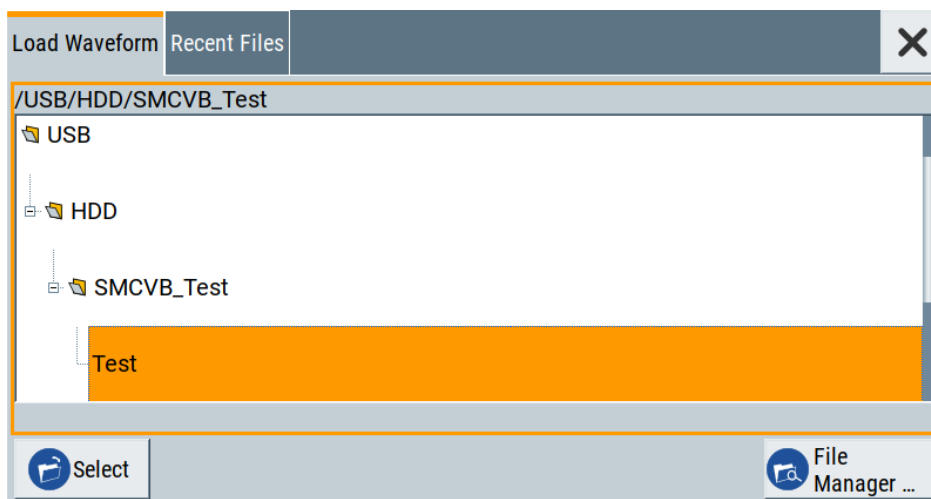 Load Waveform Recent Files
/USB/HDD/SMCVB_Test
USB
HDD
SMCVB_Test
Test
Select
File
Manager ...